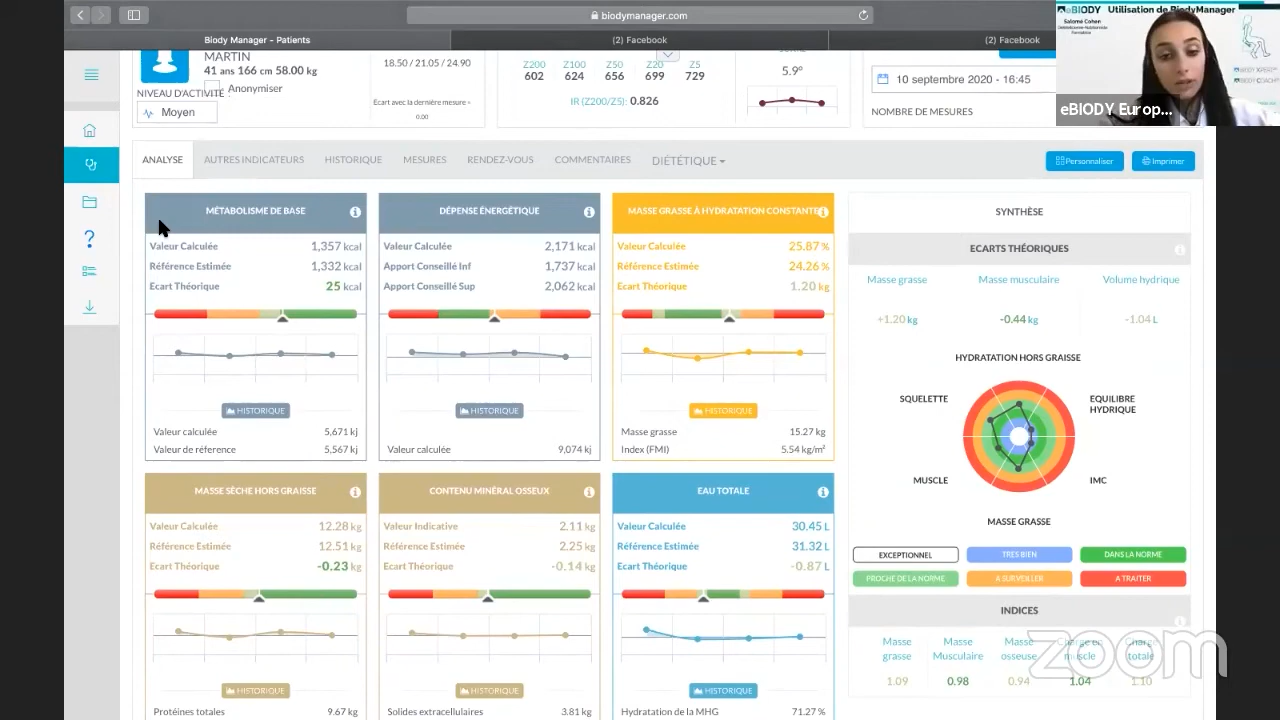 biodymanager.com
Biody Manager - Patients
(2) Facebook
(2) Facebook
eBIODY Utilisation de BiodyManager
Salomé Cohen
eBIODY Europ...
MARTIN
41 ans 166 cm 58.00 kg
NIVEAU D'ACTIVITÉ
Anonymiser
Moyen
18.50 / 21.05 / 24.90
Ecart avec la dernière mesure =
0.00
Z200 Z100 Z50 Z20 Z5
602 624 656 699 729
IR (Z200/Z5): 0.826
5.9°
10 septembre 2020 - 16:45
NOMBRE DE MESURES
ANALYSE AUTRES INDICATEURS HISTORIQUE MESURES RENDEZ-VOUS COMMENTAIRES DIÉTÉTIQUE
Personnaliser
Imprimer
MÉTABOLISME DE BASE
Valeur Calculée 1,357 kcal
Référence Estimée 1,332 kcal
Ecart Théorique 25 kcal
HISTORIQUE
Valeur calculée 5,671 kj
Valeur de réference 5,567 kj
DÉPENSE ÉNERGÉTIQUE
Valeur Calculée 2,171 kcal
Apport Conseillé Inf 1,737 kcal
Apport Conseillé Sup 2,062 kcal
HISTORIQUE
Valeur calculée 9,074 kj
MASSE GRASSE À HYDRATATION CONSTANTE
Valeur Calculée 25.87 %
Référence Estimée 24.26 %
Ecart Théorique 1.20 kg
HISTORIQUE
Masse grasse 15.27 kg
Index (FMI) 5.54 kg/m²
MASSE SÈCHE HORS GRAISSE
Valeur Calculée 12.28 kg
Référence Estimée 12.51 kg
Ecart Théorique -0.23 kg
HISTORIQUE
Protéines totales 9.67 kg
CONTENU MINÉRAL OSSEUX
Valeur Indicative 2.11 kg
Référence Estimée 2.25 kg
Ecart Théorique -0.14 kg
HISTORIQUE
Solides extracellulaires 3.81 kg
EAU TOTALE
Valeur Calculée 30.45 L
Référence Estimée 31.32 L
Ecart Théorique -0.87 L
HISTORIQUE
Hydratation de la MHG 71.27 %
SYNTHÈSE
ECARTS THÉORIQUES
Masse grasse Masse musculaire Volume hydrique
+1.20 kg -0.44 kg -1.04 L
HYDRATATION HORS GRAISSE
SQUELETTE
EQUILIBRE
HYDRIQUE
MUSCLE
IMC
MASSE GRASSE
EXCEPTIONNEL TRES BIEN DANS LA NORME
PROCHE DE LA NORME A SURVEILLER A TRAITER
INDICES
Masse Masse Masse Charge en Charge
grasse Musculaire osseuse muscle totale
1.09 0.98 0.94 1.04 1.10
zoom